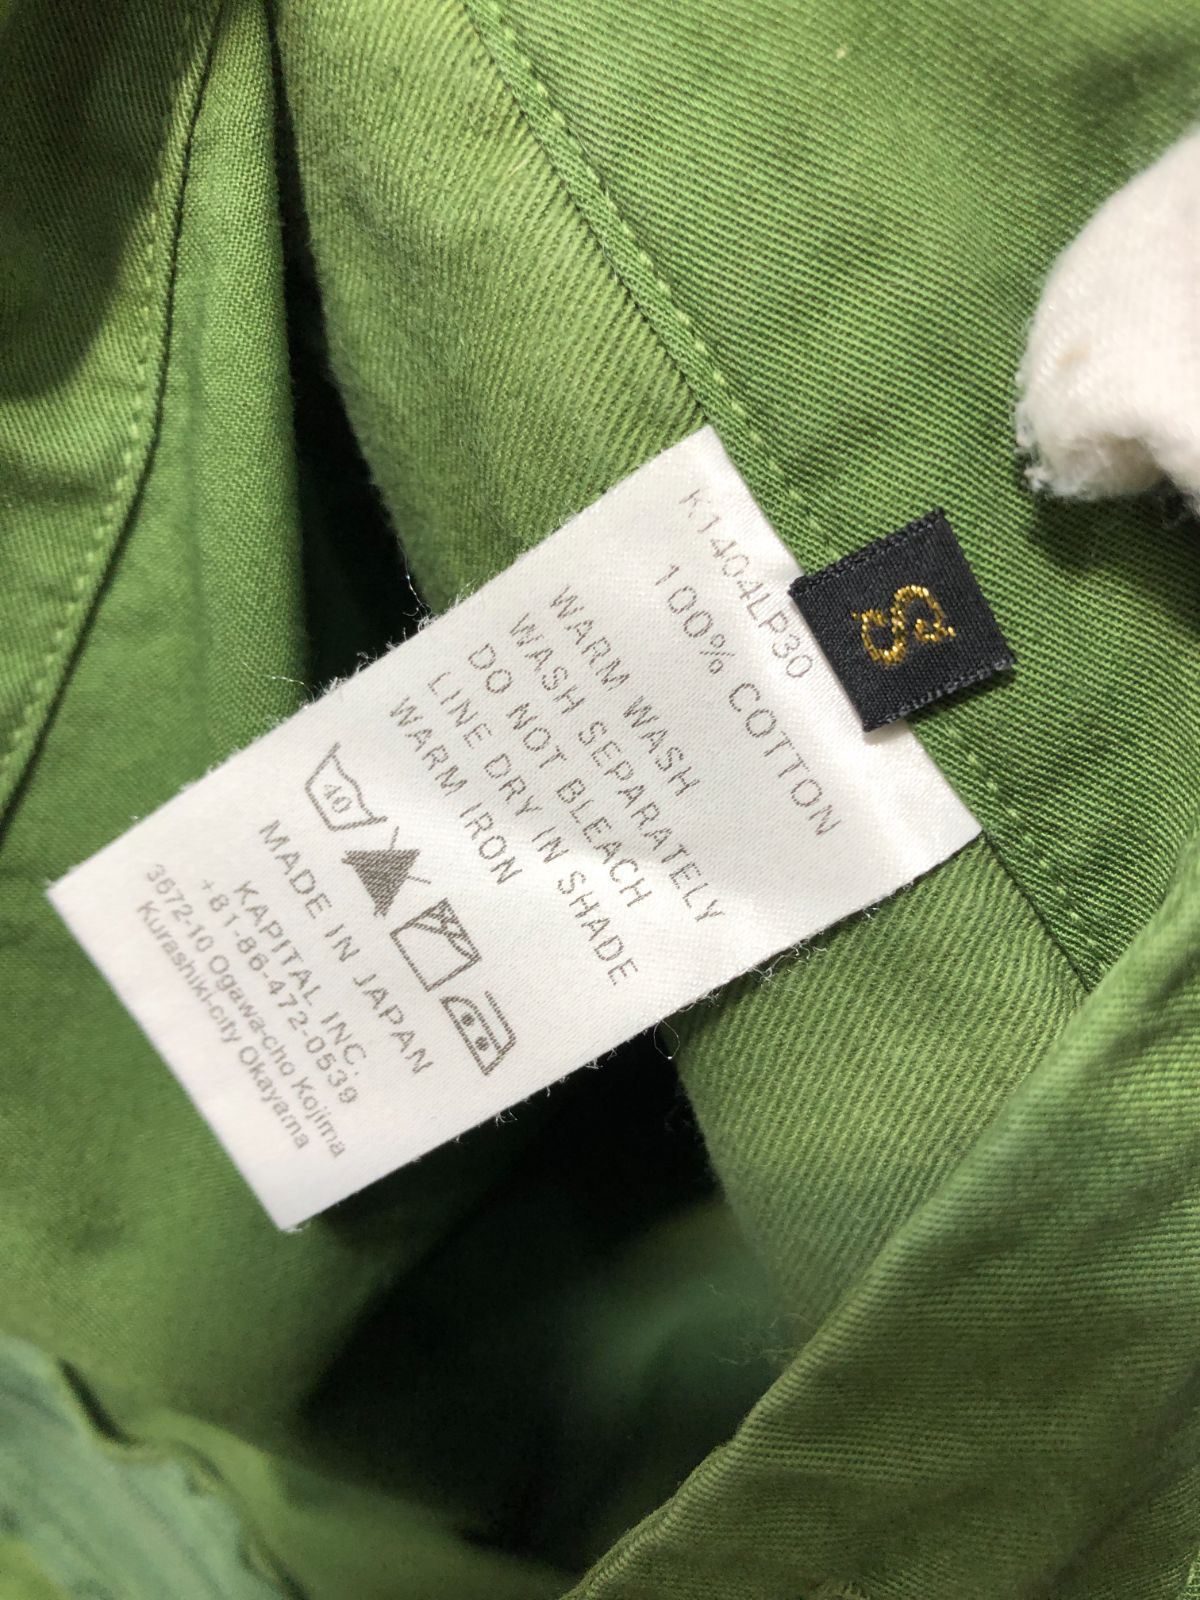 K1404LP30
100% COTTON
WARM WASH
WASH SEPARATELY
DO NOT BLEACH
LINE DRY IN SHADE
WARM IRON
40
MADE IN JAPAN
KAPITAL INC.
+81-86-472-0539
3672-10 Ogawa-cho Kojima
Kurashiki-city Okayama
S